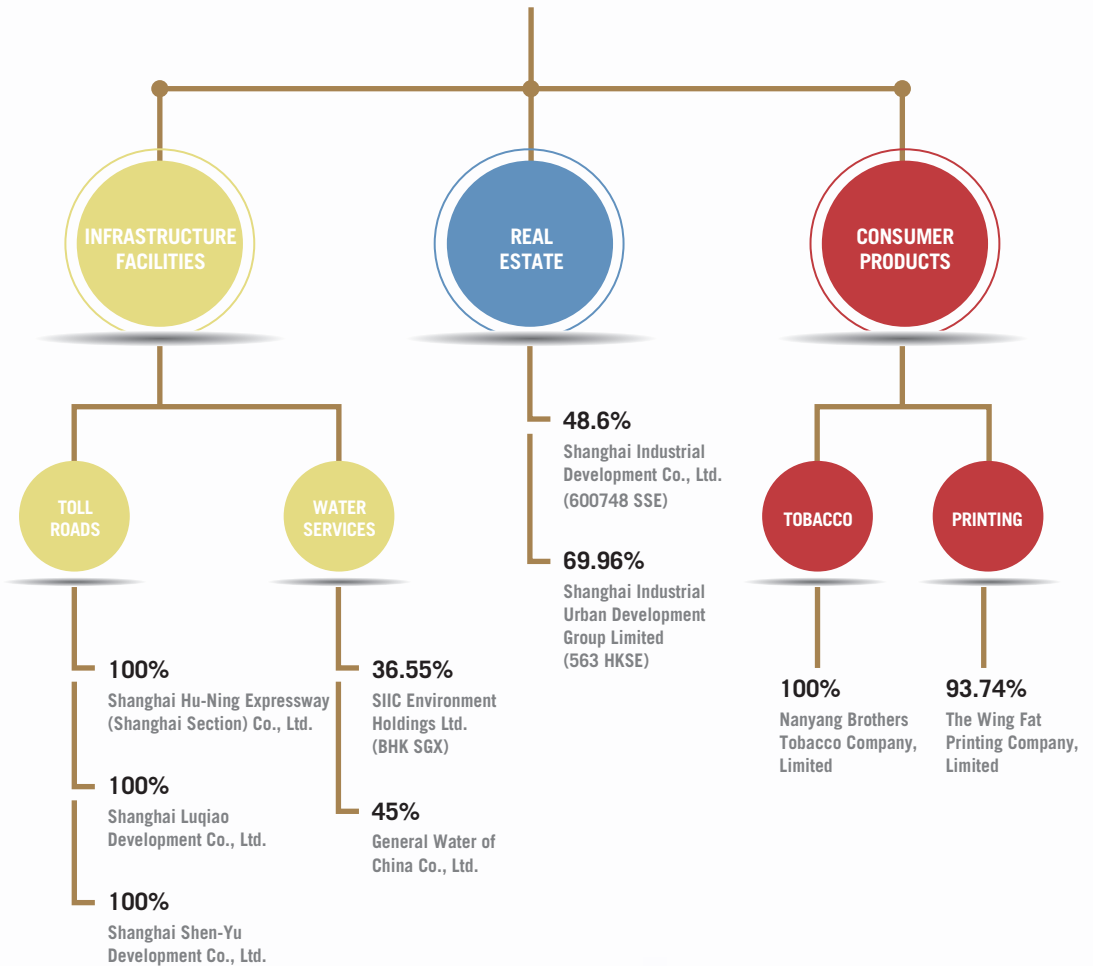 INFRASTRUCTURE
FACILITIES
REAL
ESTATE
CONSUMER
PRODUCTS
TOLL
ROADS
WATER
SERVICES
48.6%
Shanghai Industrial
Development Co., Ltd.
(600748 SSE)
69.96%
Shanghai Industrial
Urban Development
Group Limited
(563 HKSE)
TOBACCO
PRINTING
100%
Shanghai Hu-Ning Expressway
(Shanghai Section) Co., Ltd.
100%
Shanghai Luqiao
Development Co., Ltd.
100%
Shanghai Shen-Yu
Development Co., Ltd.
36.55%
SIIC Environment
Holdings Ltd.
(BHK SGX)
45%
General Water of
China Co., Ltd.
100%
Nanyang Brothers
Tobacco Company,
Limited
93.74%
The Wing Fat
Printing Company,
Limited